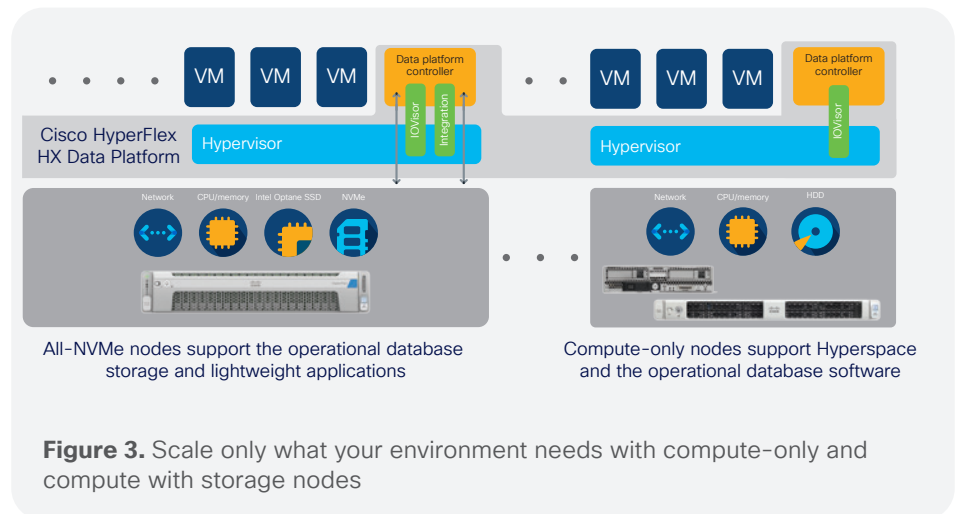 VM
VM
VM
Data platform
controller
IOVisor
Integration
VM
VM
VM
Data platform
controller
IOVisor
Cisco HyperFlex
HX Data Platform
Hypervisor
Hypervisor
Network
CPU/memory
Intel Optane SSD
NVMe
Network
CPU/memory
HDD
All-NVMe nodes support the operational database
storage and lightweight applications
Compute-only nodes support Hyperspace
and the operational database software
Figure 3. Scale only what your environment needs with compute-only and
compute with storage nodes